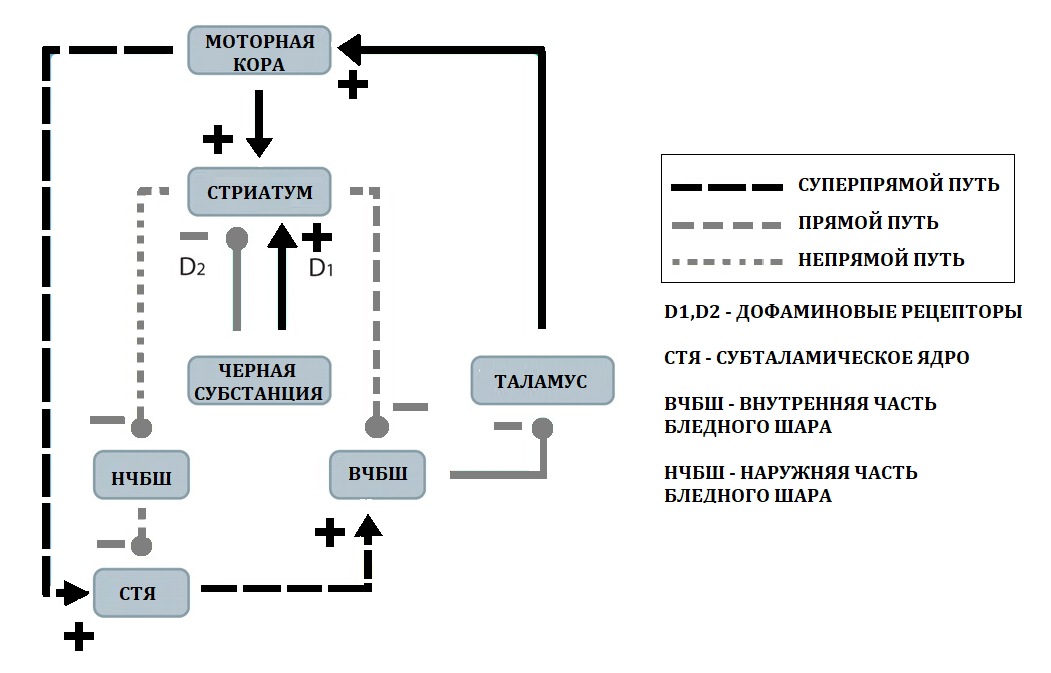 МОТОРНАЯ
КОРА
+
+
СТРИАТУМ
−
+
D2
D1
ЧЕРНАЯ
СУБСТАНЦИЯ
ТАЛАМУС
−
−
−
НЧБШ
ВЧБШ
−
+
СТЯ
+
СУПЕРПРЯМОЙ ПУТЬ
ПРЯМОЙ ПУТЬ
НЕПРЯМОЙ ПУТЬ
D1,D2 - ДОФАМИНОВЫЕ РЕЦЕПТОРЫ
СТЯ - СУБТАЛАМИЧЕСКОЕ ЯДРО
ВЧБШ - ВНУТРЕННЯЯ ЧАСТЬ
БЛЕДНОГО ШАРА
НЧБШ - НАРУЖНЯЯ ЧАСТЬ
БЛЕДНОГО ШАРА